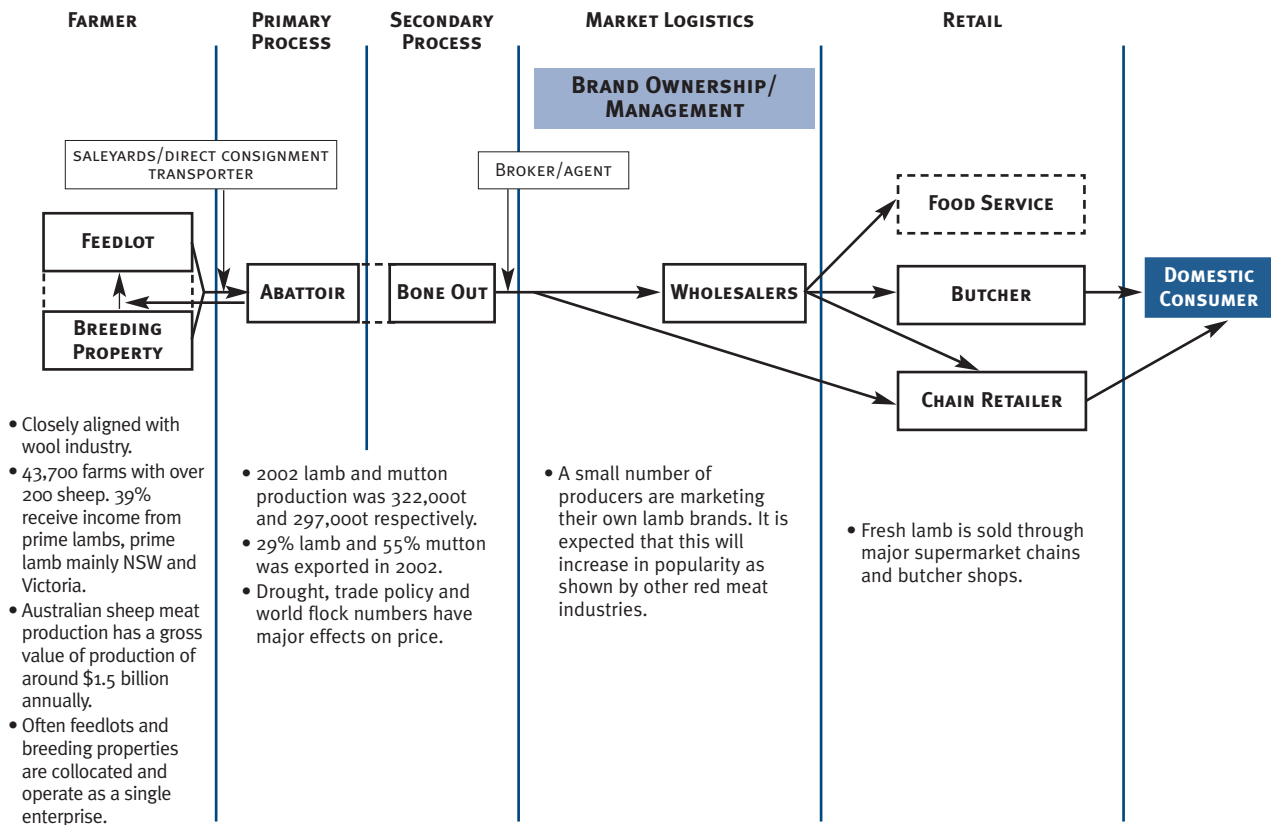 FARMER
PRIMARY
PROCESS
SECONDARY
PROCESS
MARKET LOGISTICS
RETAIL
BRAND OWNERSHIP/
MANAGEMENT
SALEYARDS/DIRECT CONSIGNMENT
TRANSPORTER
BROKER/AGENT
FEEDLOT
BREEDING
PROPERTY
ABATTOIR
BONE OUT
WHOLESALERS
FOOD SERVICE
BUTCHER
CHAIN RETAILER
DOMESTIC
CONSUMER
• Closely aligned with
wool industry.
• 43,700 farms with over
200 sheep. 39%
receive income from
prime lambs, prime
lamb mainly NSW and
Victoria.
• Australian sheep meat
production has a gross
value of production of
around $1.5 billion
annually.
• Often feedlots and
breeding properties
are collocated and
operate as a single
enterprise.
• 2002 lamb and mutton
production was 322,000t
and 297,000t respectively.
• 29% lamb and 55% mutton
was exported in 2002.
• Drought, trade policy and
world flock numbers have
major effects on price.
• A small number of
producers are marketing
their own lamb brands. It is
expected that this will
increase in popularity as
shown by other red meat
industries.
• Fresh lamb is sold through
major supermarket chains
and butcher shops.